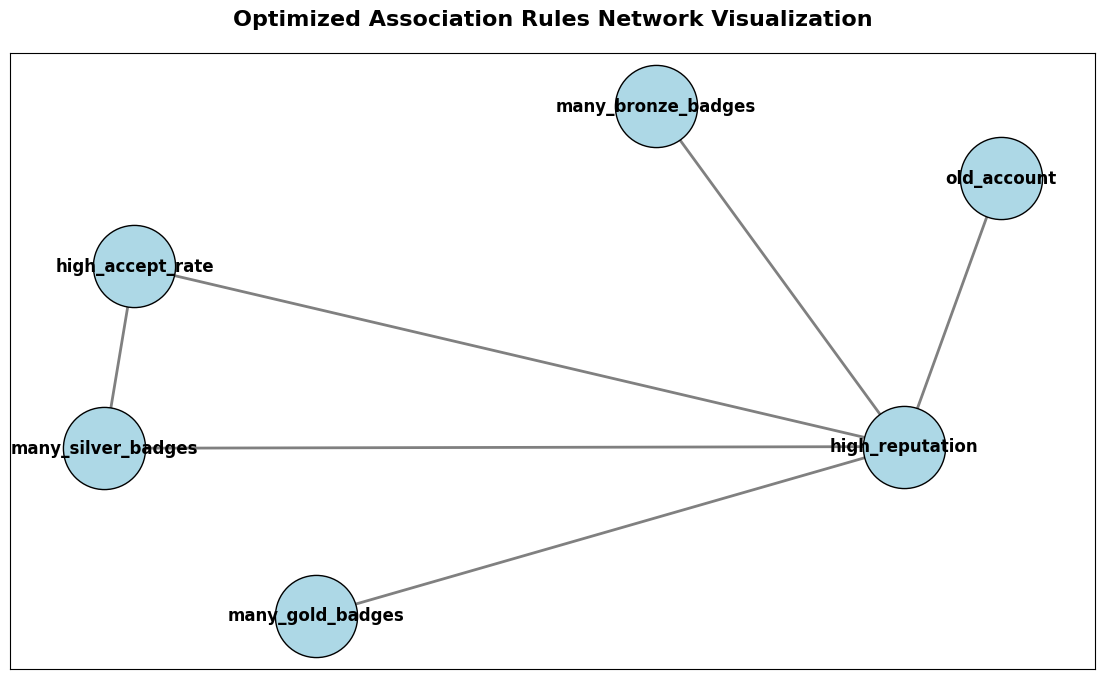 Optimized Association Rules Network Visualization
many_bronze_badges
old_account
high_accept_rate
many_silver_badges
high_reputation
many_gold_badges